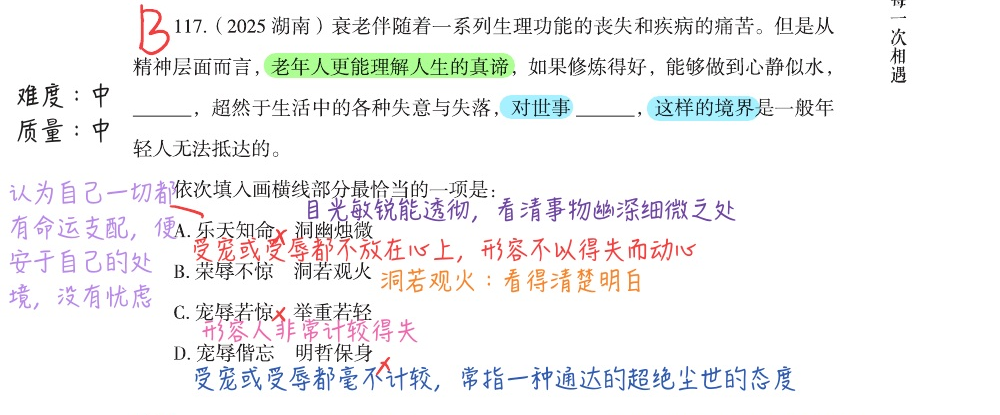 每一次相遇
B
117.（2025 湖南）衰老伴随着一系列生理功能的丧失和疾病的痛苦。但是从
精神层面而言，老年人更能理解人生的真谛，如果修炼得好，能够做到心静似水，
______，超然于生活中的各种失意与失落，对世事______，这样的境界是一般年
轻人无法抵达的。
难度：中
质量：中
依次填入画横线部分最恰当的一项是：
认为自己一切都
有命运支配，便
安于自己的处
境，没有忧虑
目光敏锐能透彻，看清事物幽深细微之处
A. 乐天知命 洞幽烛微
受宠或受辱都不放在心上，形容不以得失而动心
B. 荣辱不惊 洞若观火
洞若观火：看得清楚明白
C. 宠辱若惊 举重若轻
形容人非常计较得失
D. 宠辱偕忘 明哲保身
受宠或受辱都毫不计较，常指一种通达的超绝尘世的态度